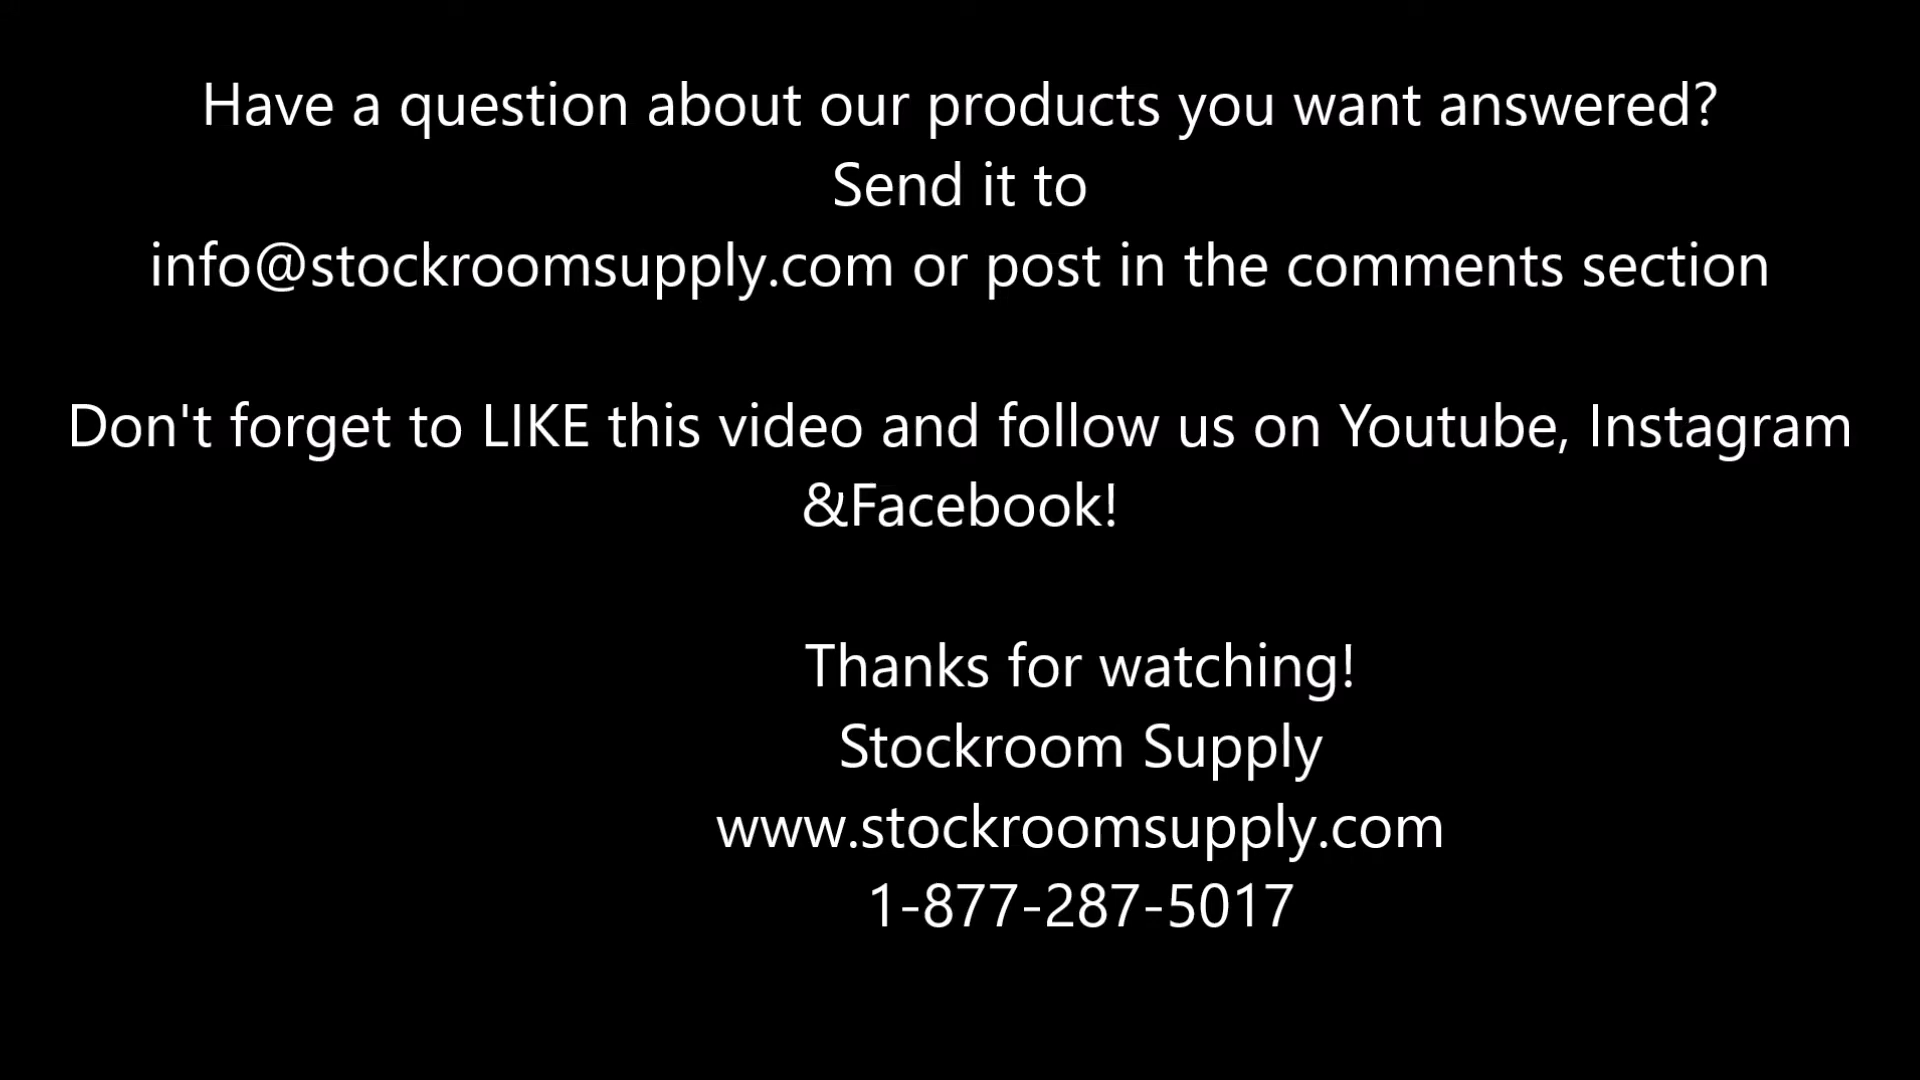 Have a question about our products you want answered?
Send it to
info@stockroomsupply.com or post in the comments section
Don't forget to LIKE this video and follow us on Youtube, Instagram
&Facebook!
Thanks for watching!
Stockroom Supply
www.stockroomsupply.com
1-877-287-5017